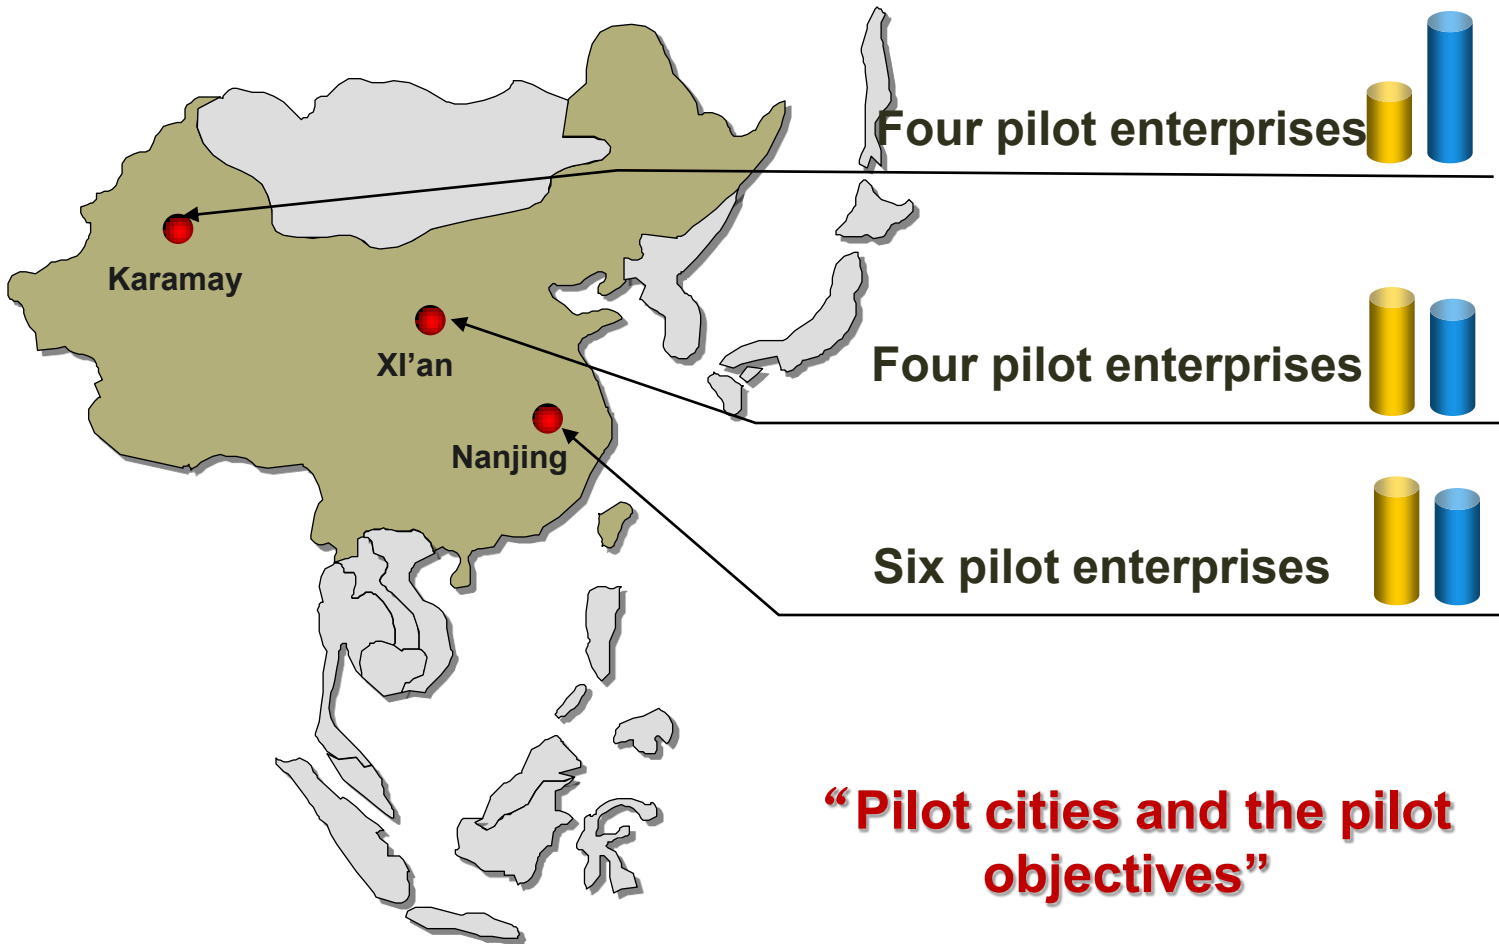 Four pilot enterprises
Karamay
Four pilot enterprises
XI’an
Nanjing
Six pilot enterprises
“Pilot cities and the pilot
objectives”